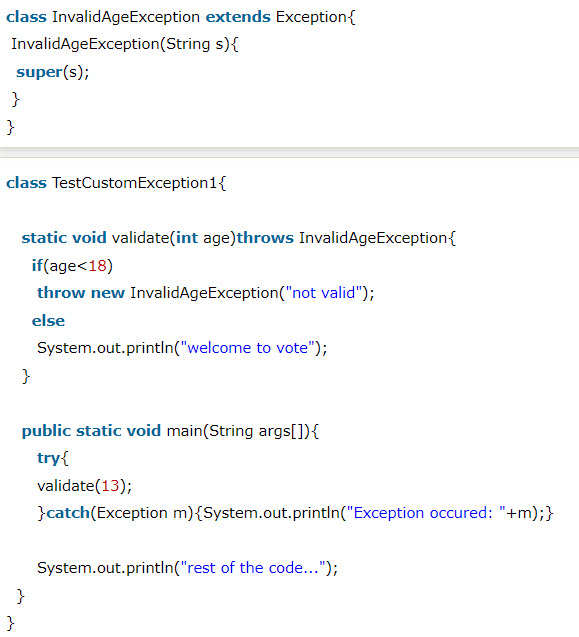 class InvalidAgeException extends Exception{
InvalidAgeException(String s){
super(s);
}
}
class TestCustomException1{
static void validate(int age)throws InvalidAgeException{
if(age<18)
throw new InvalidAgeException("not valid");
else
System.out.println("welcome to vote");
}
public static void main(String args[]){
try{
validate(13);
}catch(Exception m){System.out.println("Exception occured: "+m);}
System.out.println("rest of the code...");
}
}